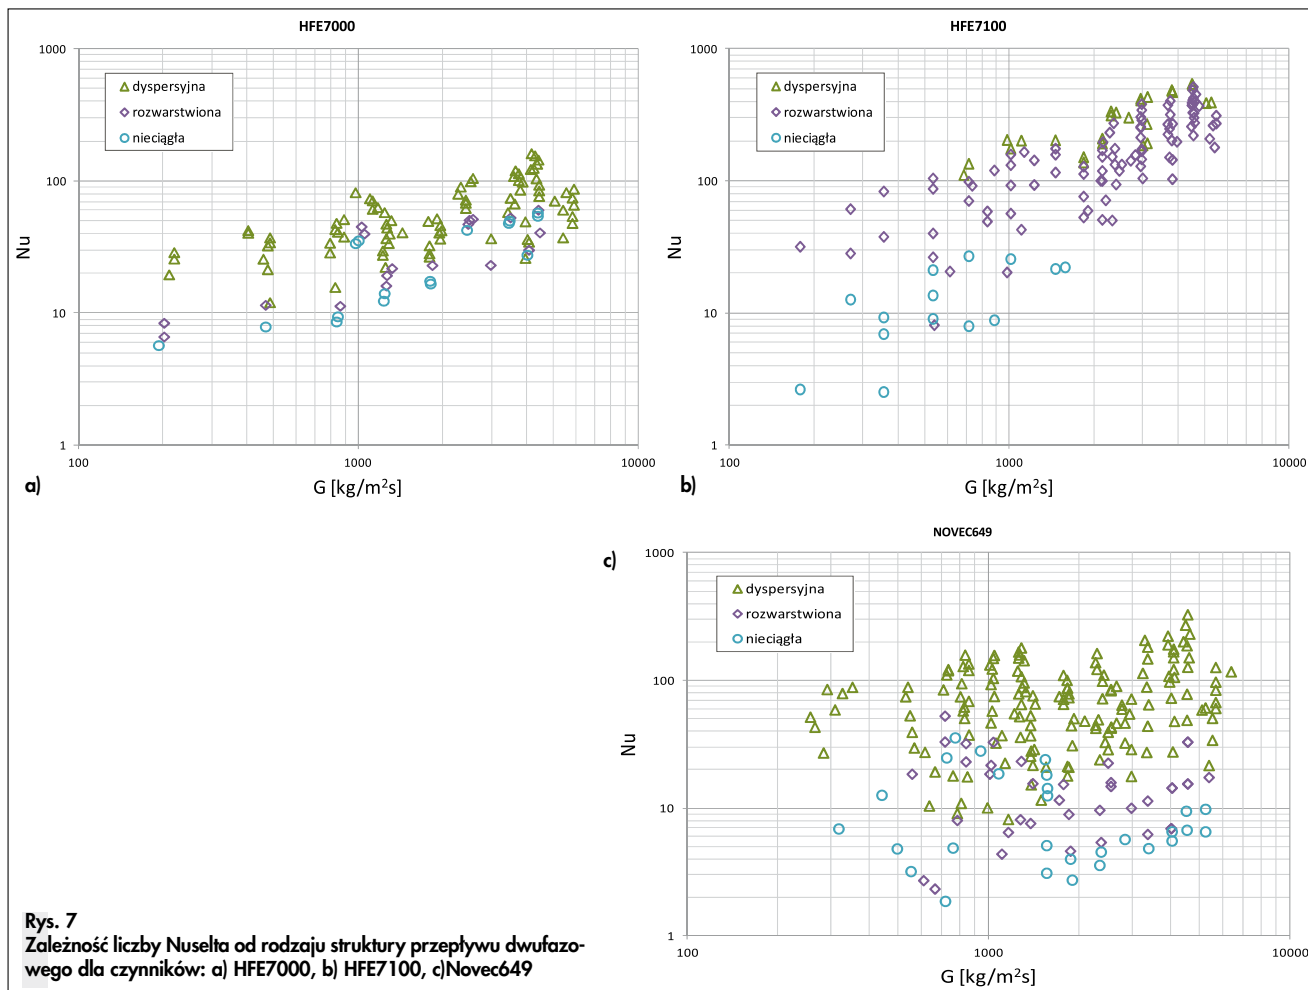 HFE7000
1000
100
10
1
Nu
dyspersyjna
rozwarstwiona
nieciągła
100
1000
10000
G [kg/m²s]
a)
HFE7100
1000
100
10
1
Nu
dyspersyjna
rozwarstwiona
nieciągła
100
1000
10000
G [kg/m²s]
b)
NOVEC649
c)
1000
100
10
1
Nu
dyspersyjna
rozwarstwiona
nieciągła
100
1000
10000
G [kg/m²s]
Rys. 7
Zależność liczby Nuselta od rodzaju struktury przepływu dwufazo-
wego dla czynników: a) HFE7000, b) HFE7100, c)Novec649